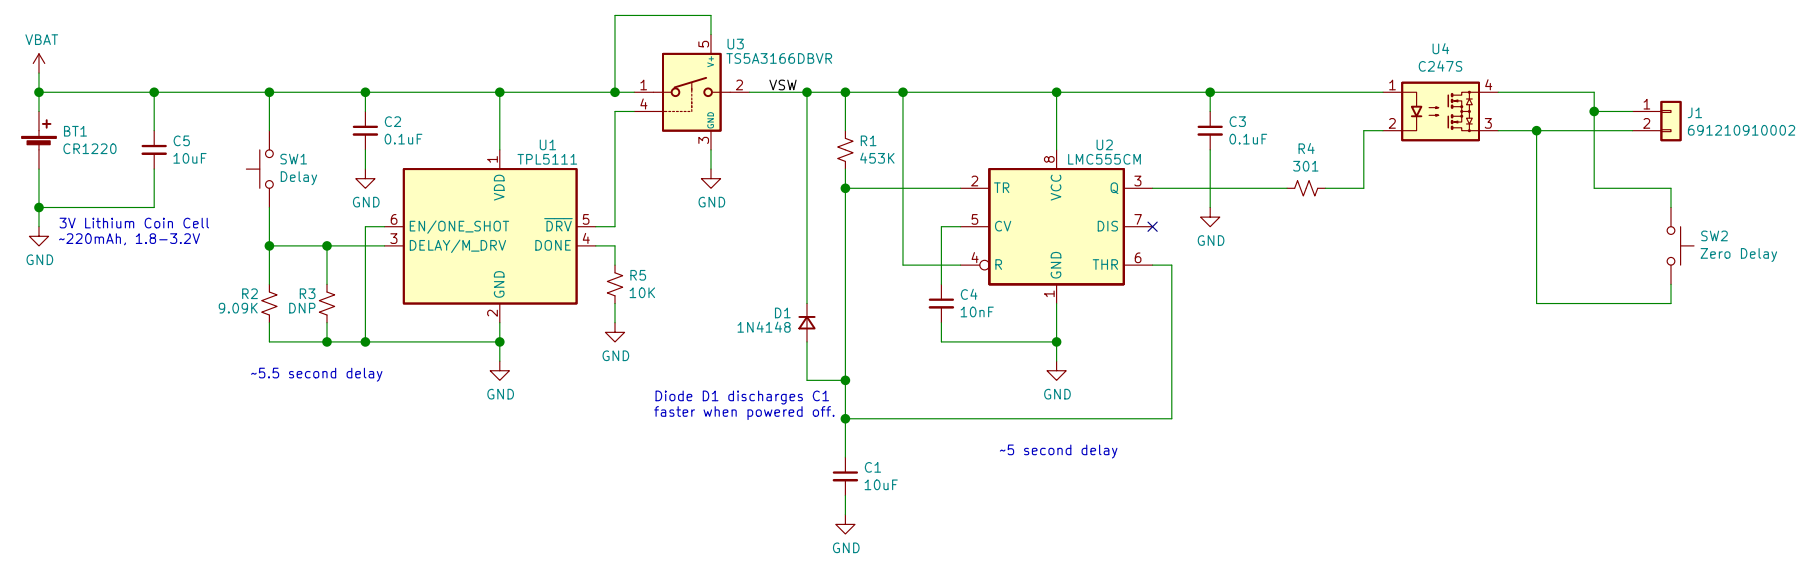 VBAT
BT1
CR1220
3V Lithium Coin Cell
~220mAh, 1.8-3.2V
GND
C5
10uF
SW1
Delay
R2
9.09K
R3
DNP
~5.5 second delay
C2
0.1uF
GND
U1
TPL5111
1
VDD
6
EN/ONE_SHOT
3
DELAY/M_DRV
DRV
5
DONE
4
GND
2
GND
R5
10K
GND
U3
TS5A3166DBVR
5
V+
1
4
2
GND
3
GND
VSW
D1
1N4148
Diode D1 discharges C1
faster when powered off.
R1
453K
C1
10uF
GND
U2
LMC555CM
8
VCC
2
TR
5
CV
4
R
Q
3
DIS
7
THR
6
GND
1
GND
C4
10nF
~5 second delay
C3
0.1uF
GND
R4
301
U4
C247S
1
2
4
3
J1
691210910002
1
2
SW2
Zero Delay